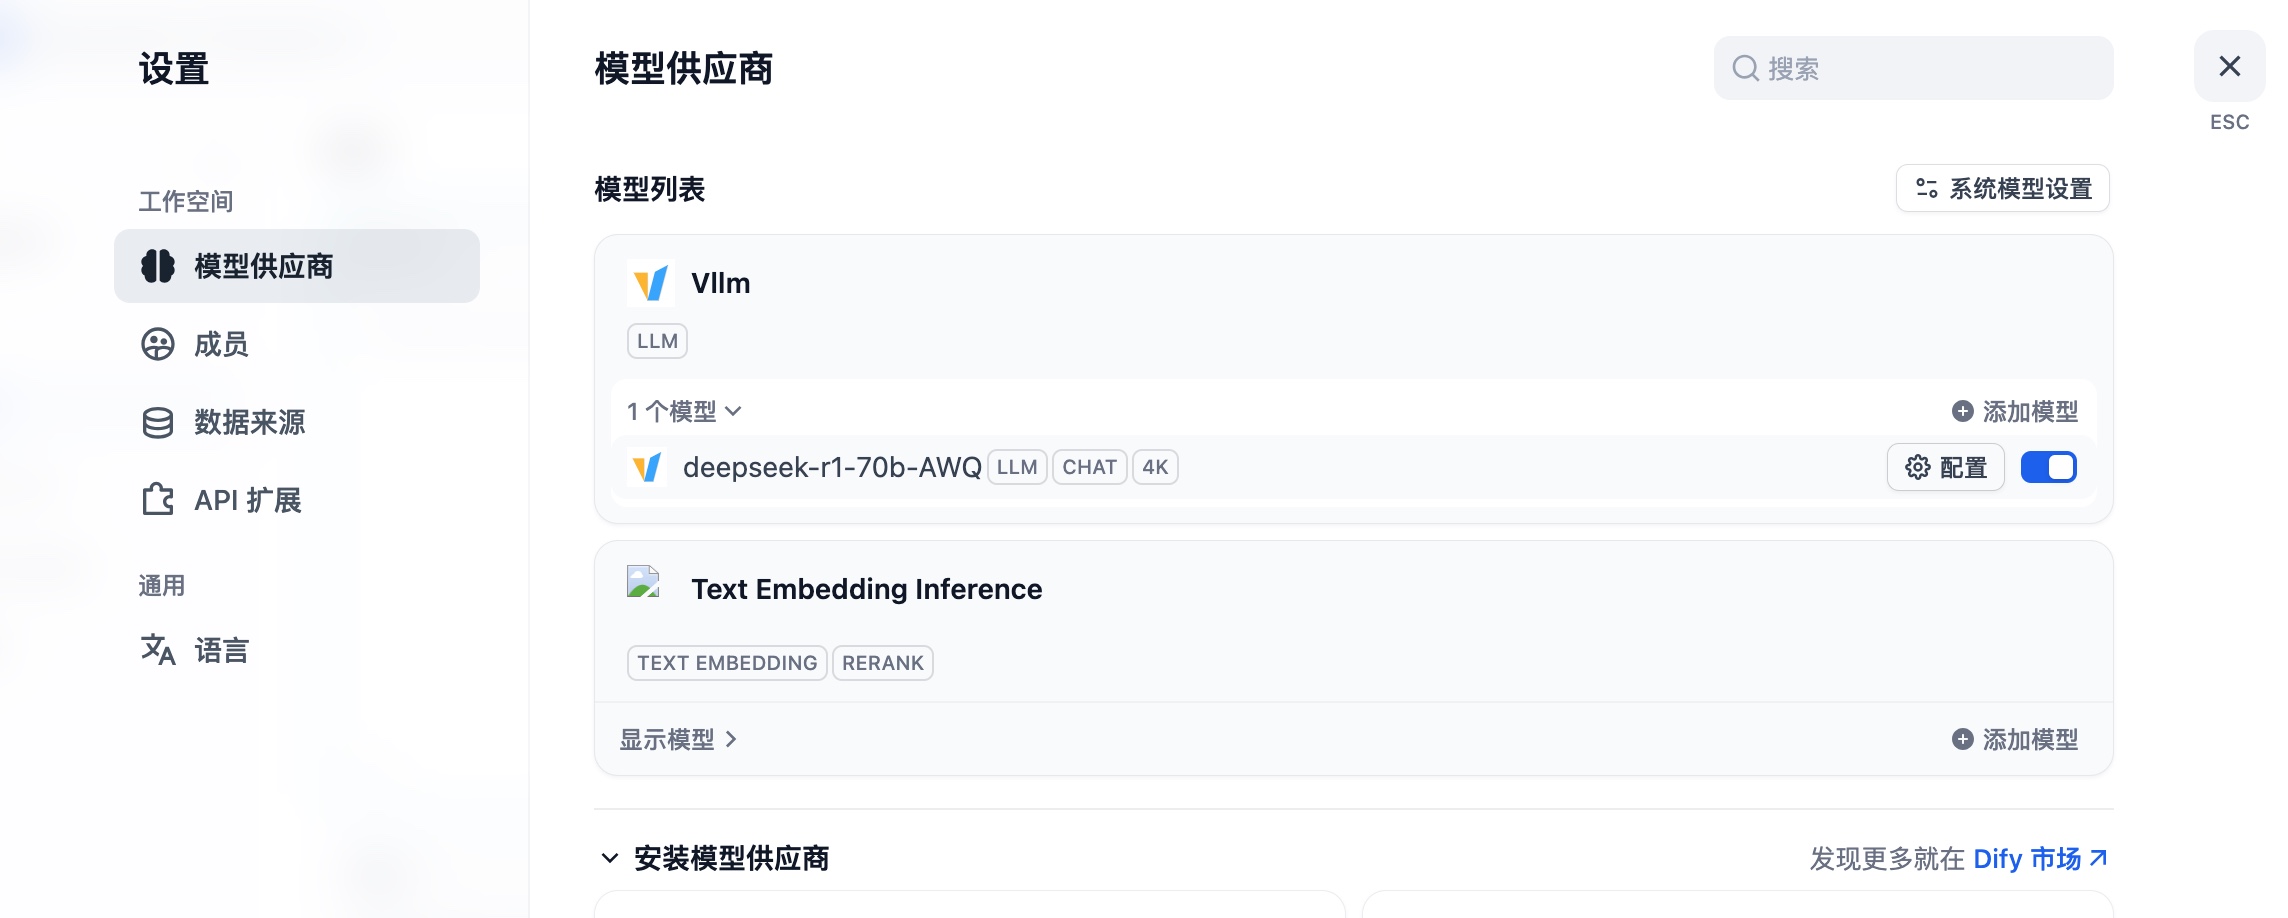 设置
工作空间
模型供应商
成员
数据来源
API 扩展
通用
语言
模型供应商
搜索
ESC
模型列表
系统模型设置
Vllm
LLM
1 个模型
添加模型
deepseek-r1-70b-AWQ LLM CHAT 4K
配置
Text Embedding Inference
TEXT EMBEDDING RERANK
显示模型
添加模型
安装模型供应商
发现更多就在 Dify 市场